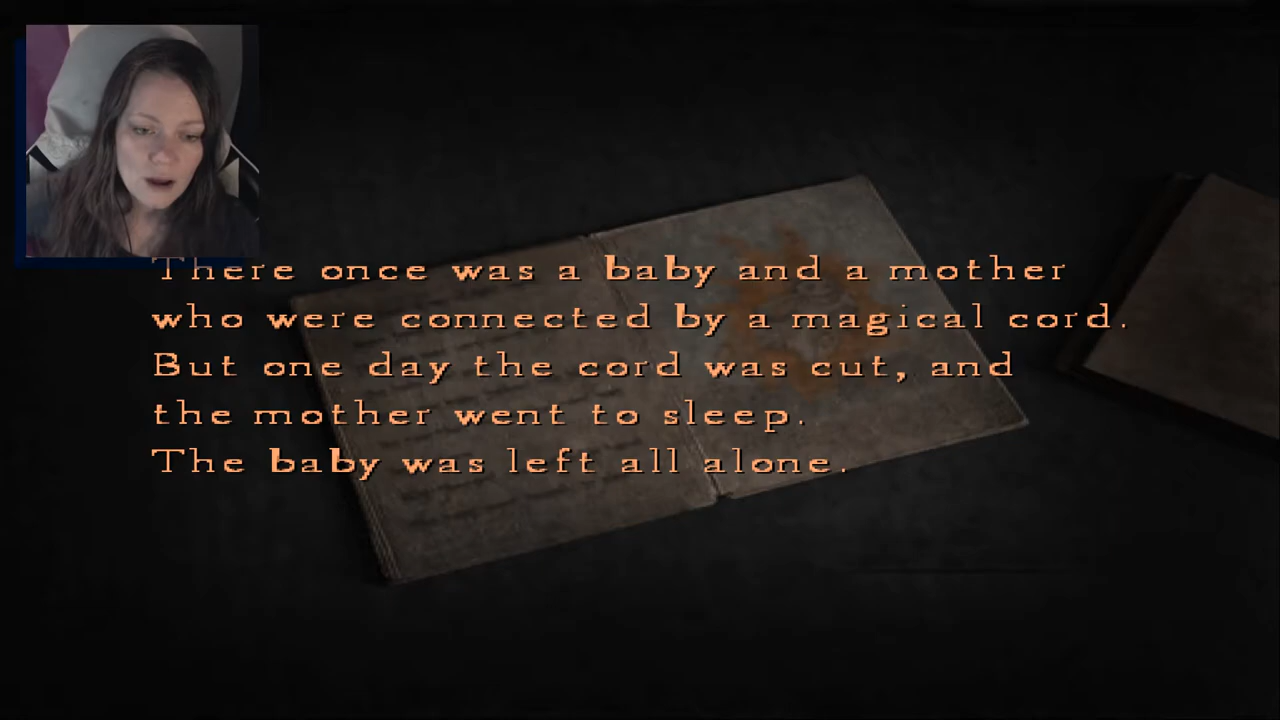 There once was a baby and a mother
who were connected by a magical cord.
But one day the cord was cut, and
the mother went to sleep.
The baby was left all alone.